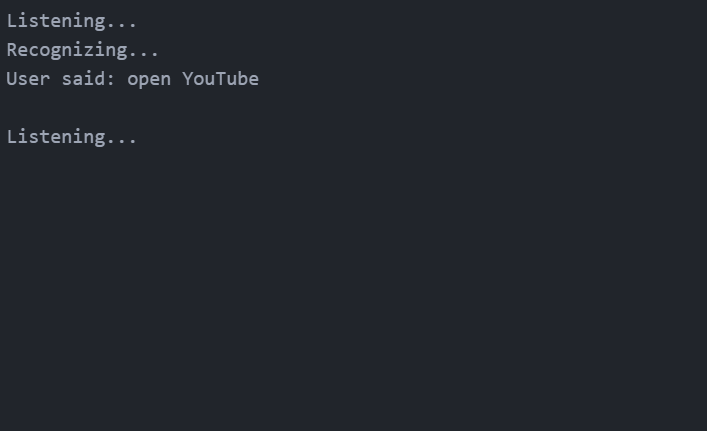 Listening...
Recognizing...
User said: open YouTube
Listening...